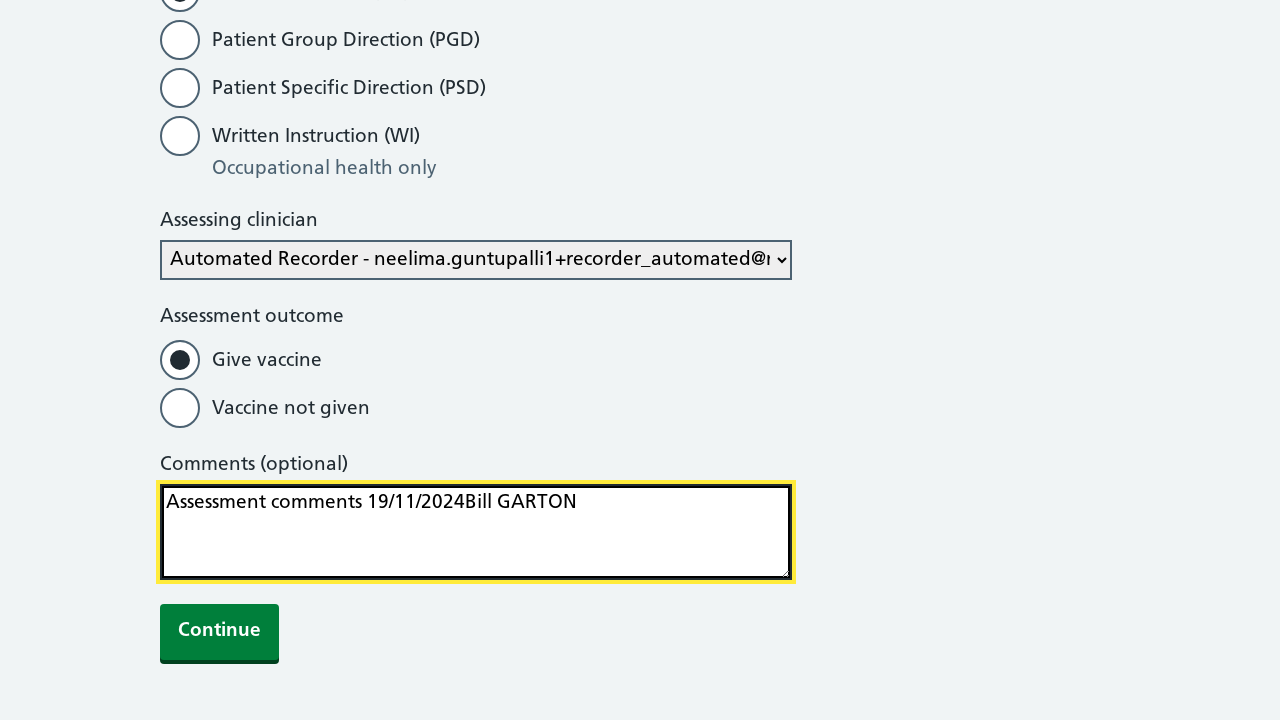 Patient Group Direction (PGD)
Patient Specific Direction (PSD)
Written Instruction (WI)
Occupational health only
Assessing clinician
Automated Recorder - neelima.guntupalli1+recorder_automated@
Assessment outcome
Give vaccine
Vaccine not given
Comments (optional)
Assessment comments 19/11/2024Bill GARTON
Continue